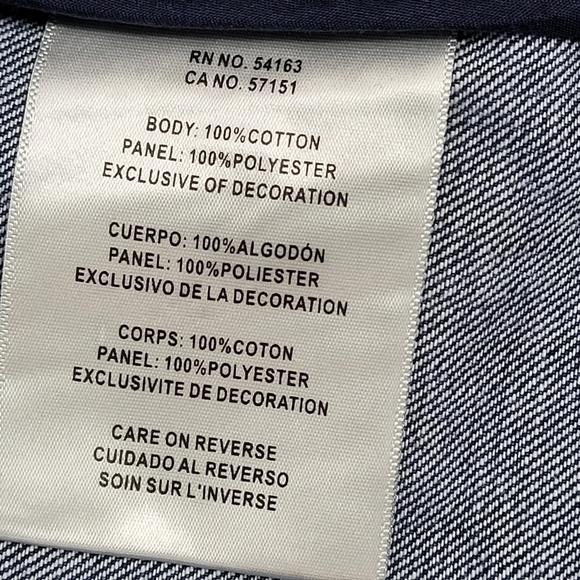 RN NO. 54163
CA NO. 57151
BODY: 100%COTTON
PANEL: 100%POLYESTER
EXCLUSIVE OF DECORATION
CUERPO: 100%ALGODÓN
PANEL: 100%POLIESTER
EXCLUSIVO DE LA DECORATION
CORPS: 100%COTON
PANEL: 100%POLYESTER
EXCLUSIVITE DE DECORATION
CARE ON REVERSE
CUIDADO AL REVERSO
SOIN SUR L'INVERSE